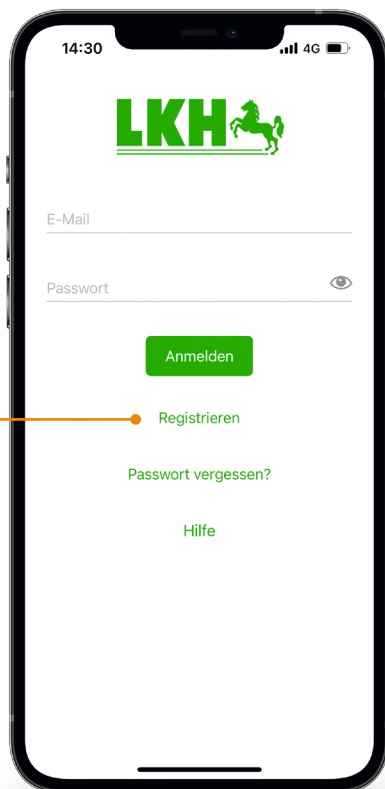 14:30
4G
LKH
E-Mail
Passwort
Anmelden
Registrieren
Passwort vergessen?
Hilfe